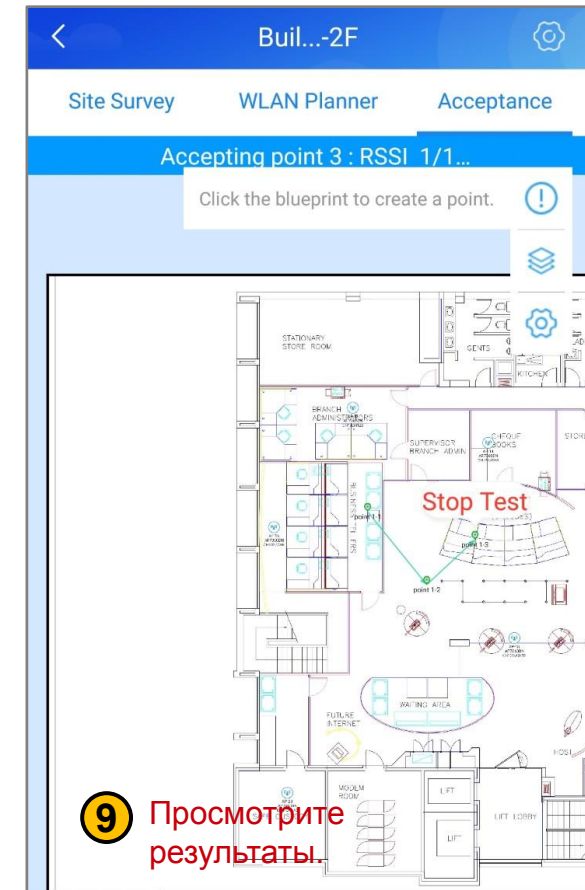 Buil...-2F
Site Survey
WLAN Planner
Acceptance
Accepting point 3 : RSSI 1/1...
Click the blueprint to create a point.
STATIONARY
STORE ROOM
GENTS
KITCHEN
BRANCH
ADMINISTRATORS
SUPERVISOR
BRANCH ADMIN
CHEQUE
BOOKS
STORE
Stop Test
point 1-1
point 1-3
point 1-2
WAITING AREA
FUTURE
INTERNET
HOST
MODEM
ROOM
LIFT
LIFT
LIFT LOBBY
9
Просмотрите
результаты.